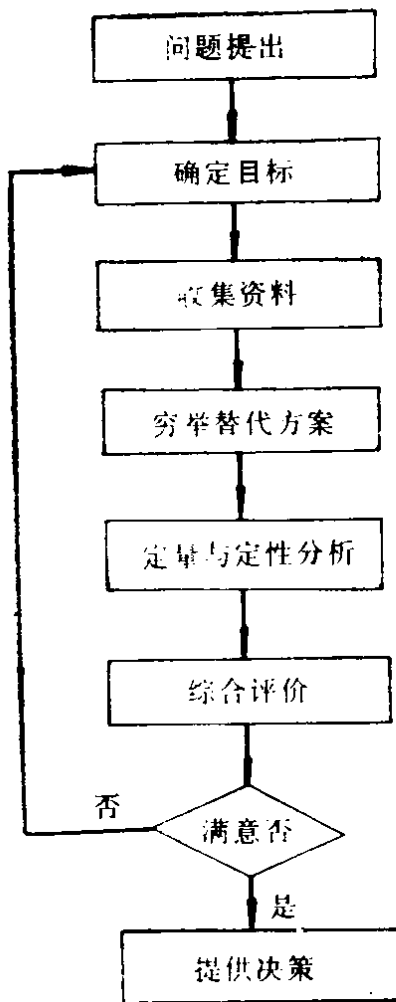 问题提出
确定目标
收集资料
穷举替代方案
定量与定性分析
综合评价
满意否
否
是
提供决策